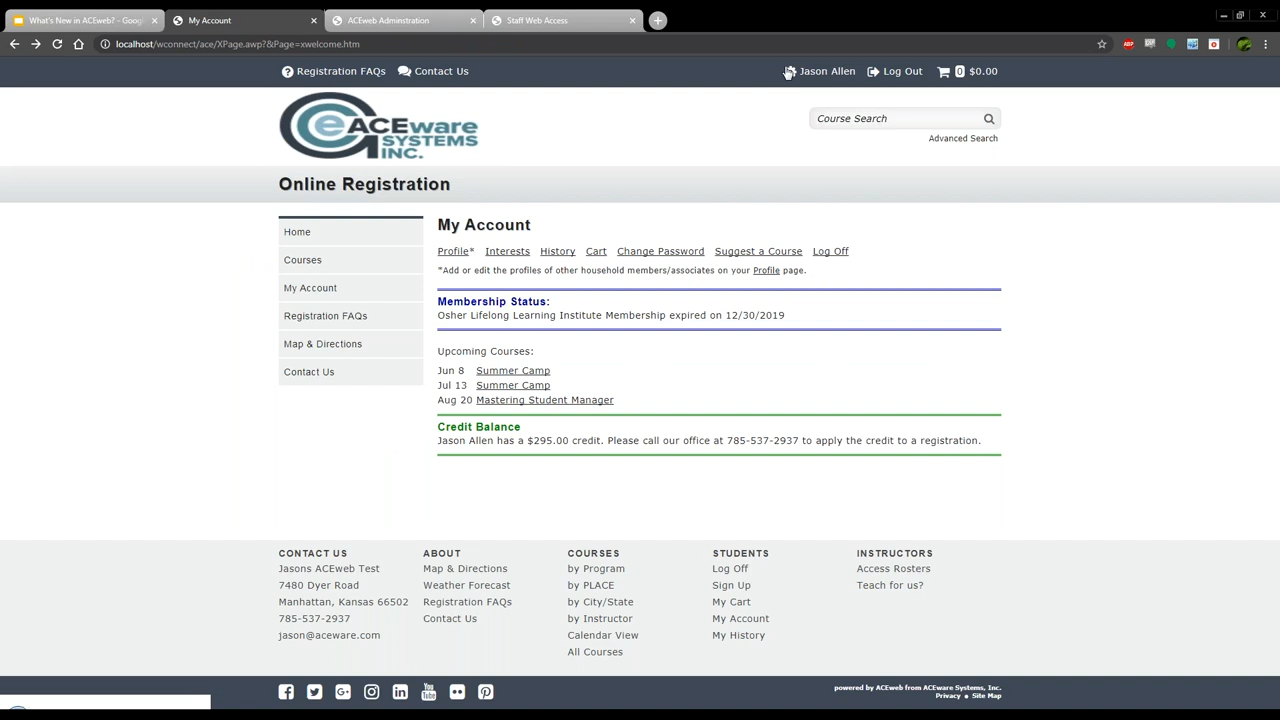 What's New in ACEweb? - Goog
My Account
ACEweb Adminstration
Staff Web Access
localhost/wconnect/ace/XPage.awp?&Page=xwelcome.htm
ABP
Registration FAQs
Contact Us
Jason Allen
Log Out
0 $0.00
ACEware
SYSTEMS
INC.
Course Search
Advanced Search
Online Registration
Home
Courses
My Account
Registration FAQs
Map & Directions
Contact Us
My Account
Profile* Interests History Cart Change Password Suggest a Course Log Off
*Add or edit the profiles of other household members/associates on your Profile page.
Membership Status:
Osher Lifelong Learning Institute Membership expired on 12/30/2019
Upcoming Courses:
Jun 8 Summer Camp
Jul 13 Summer Camp
Aug 20 Mastering Student Manager
Credit Balance
Jason Allen has a $295.00 credit. Please call our office at 785-537-2937 to apply the credit to a registration.
CONTACT US
Jasons ACEweb Test
7480 Dyer Road
Manhattan, Kansas 66502
785-537-2937
jason@aceware.com
ABOUT
Map & Directions
Weather Forecast
Registration FAQs
Contact Us
COURSES
by Program
by PLACE
by City/State
by Instructor
Calendar View
All Courses
STUDENTS
Log Off
Sign Up
My Cart
My Account
My History
INSTRUCTORS
Access Rosters
Teach for us?
You
Tube
powered by ACEweb from ACEware Systems, Inc.
Privacy ● Site Map